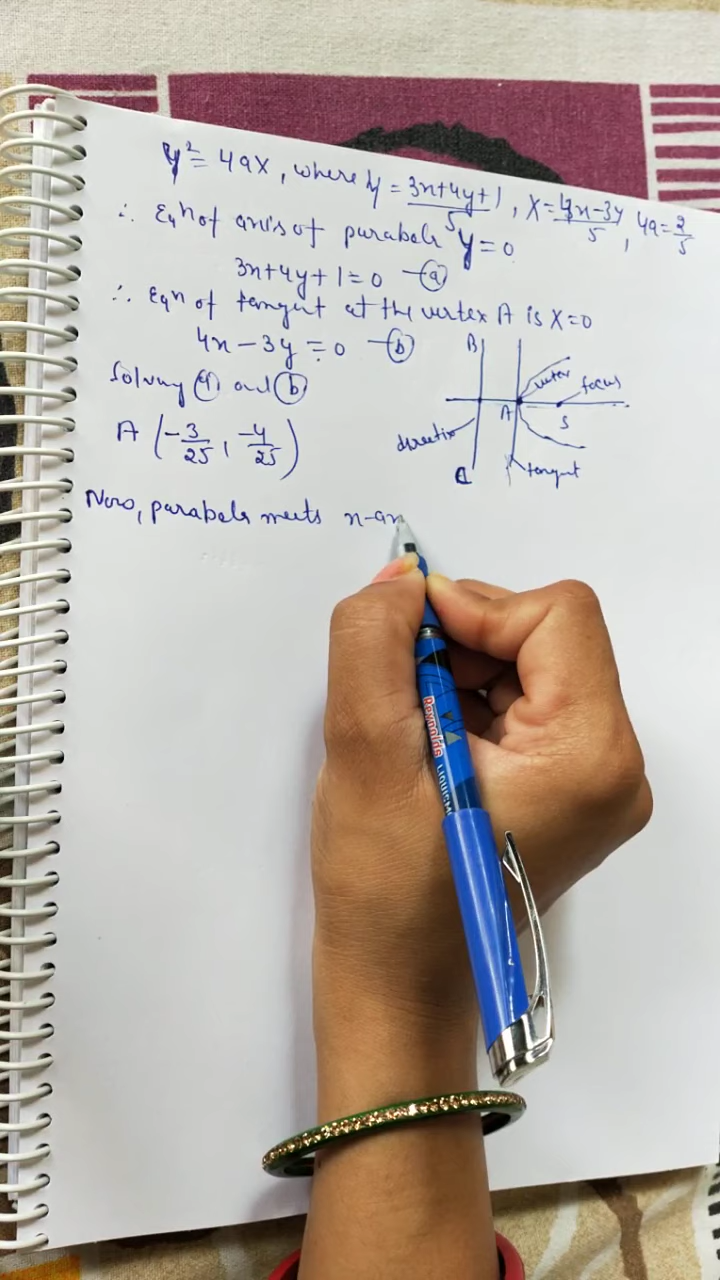 y² = 4aX, where y = 3x+4y+1/5, X = 4x-3y/5, 4a = 2/5
∴ Eqn of axis of parabola y = 0
3x+4y+1 = 0 - (a)
∴ Eqn of tangent at the vertex A is X = 0
4x - 3y = 0 - (b)
Solving (a) and (b)
A (-3/25, -4/25)
B
vertex
focus
A
S
directrix
tangent
Now, parabola meets x-ax
Reynolds